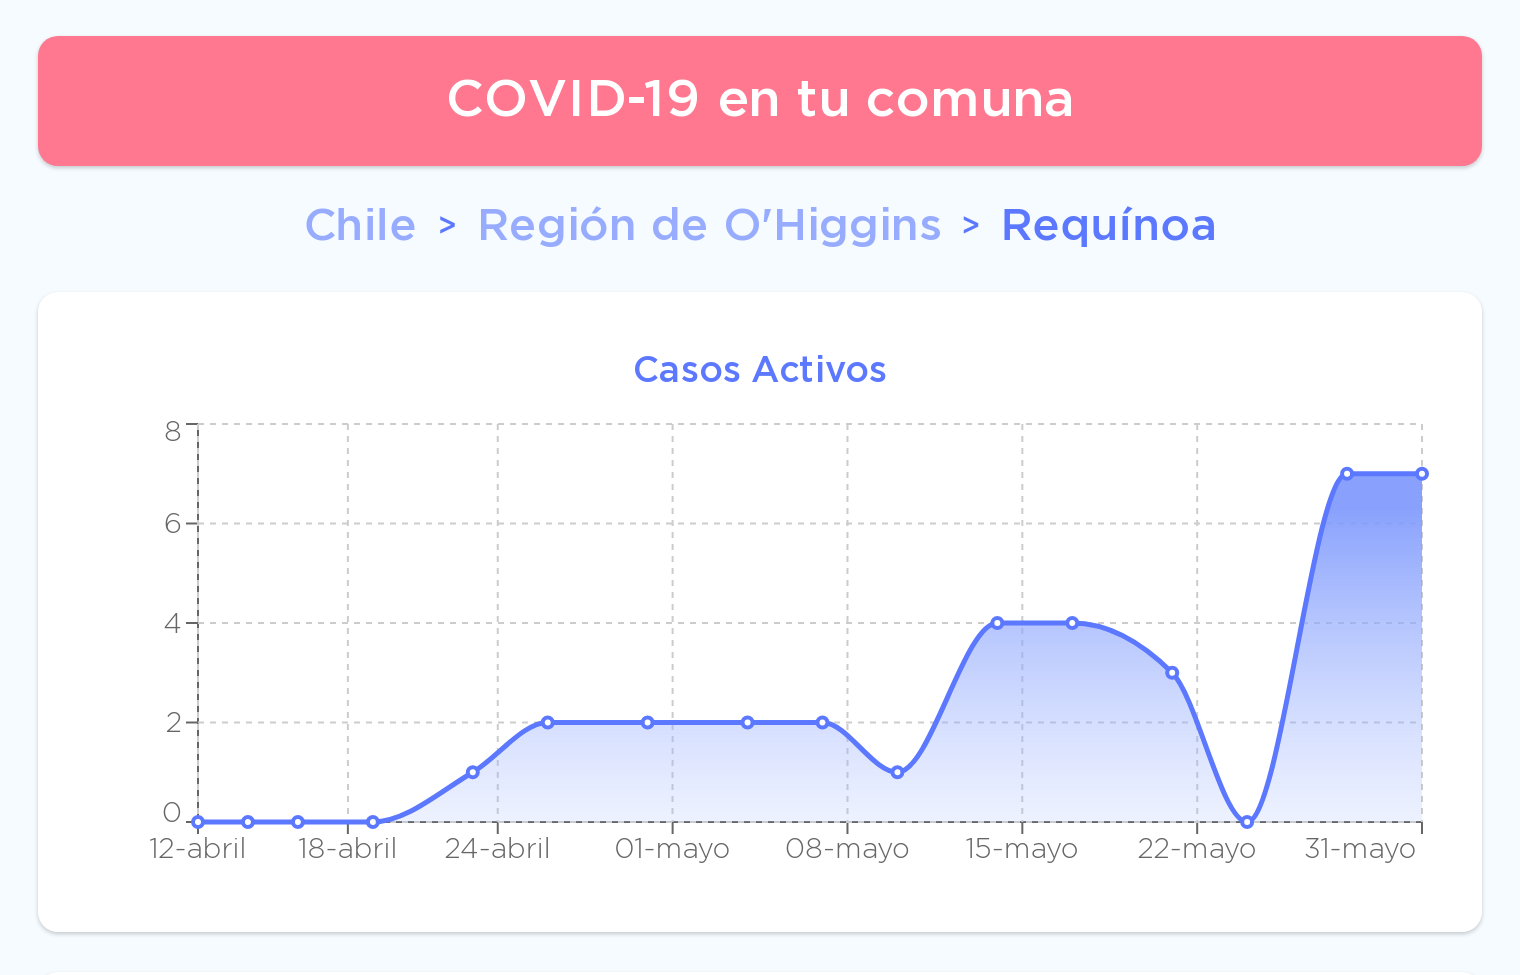 COVID-19 en tu comuna
Chile > Región de O'Higgins > Requínoa
Casos Activos
8
6
4
2
0
12-abril 18-abril 24-abril 01-mayo 08-mayo 15-mayo 22-mayo 31-mayo